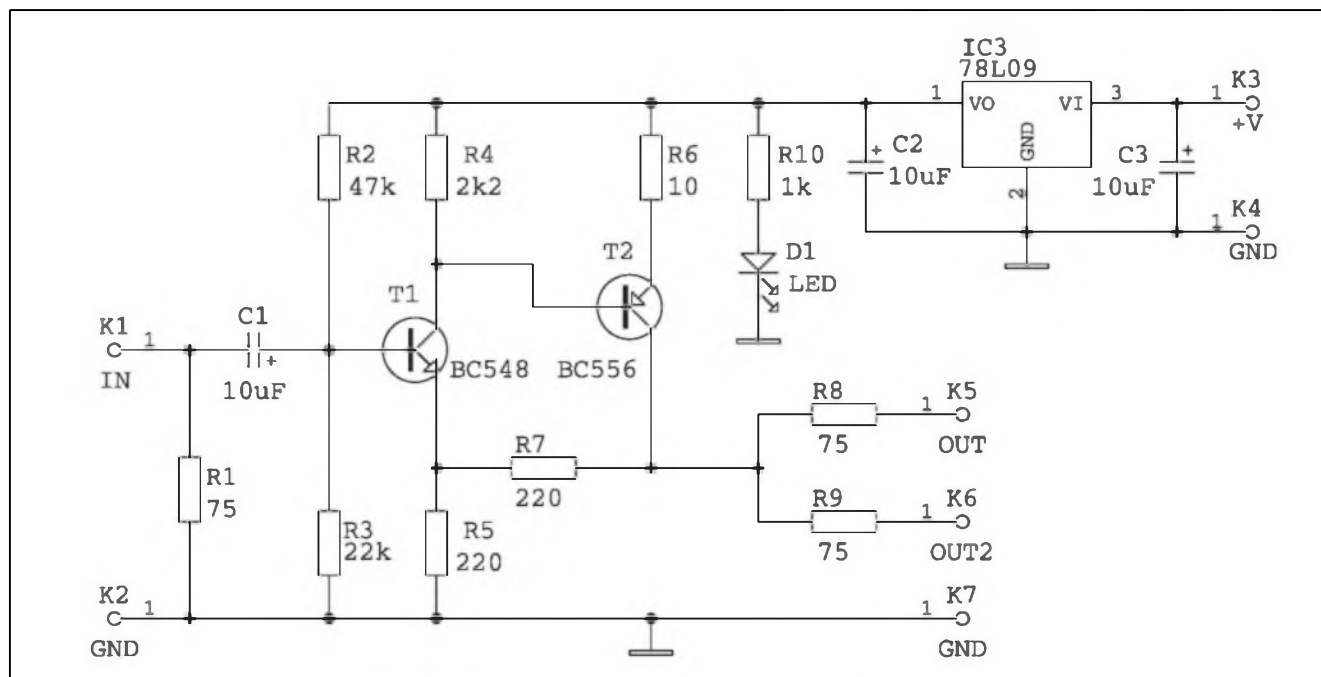 IC3
78L09
1 VO VI 3 1 K3
+V
GND
2
R2
47k
R4
2k2
R6
10
R10
1k
+ C2
10uF
C3 +
10uF
1 K4
GND
T2
D1
LED
T1
K1
1
IN
C1
+
10uF
BC548
BC556
R8
75
1 K5
OUT
R7
220
R1
75
R9
75
1 K6
OUT2
R3
22k
R5
220
K2
1
GND
1 K7
GND